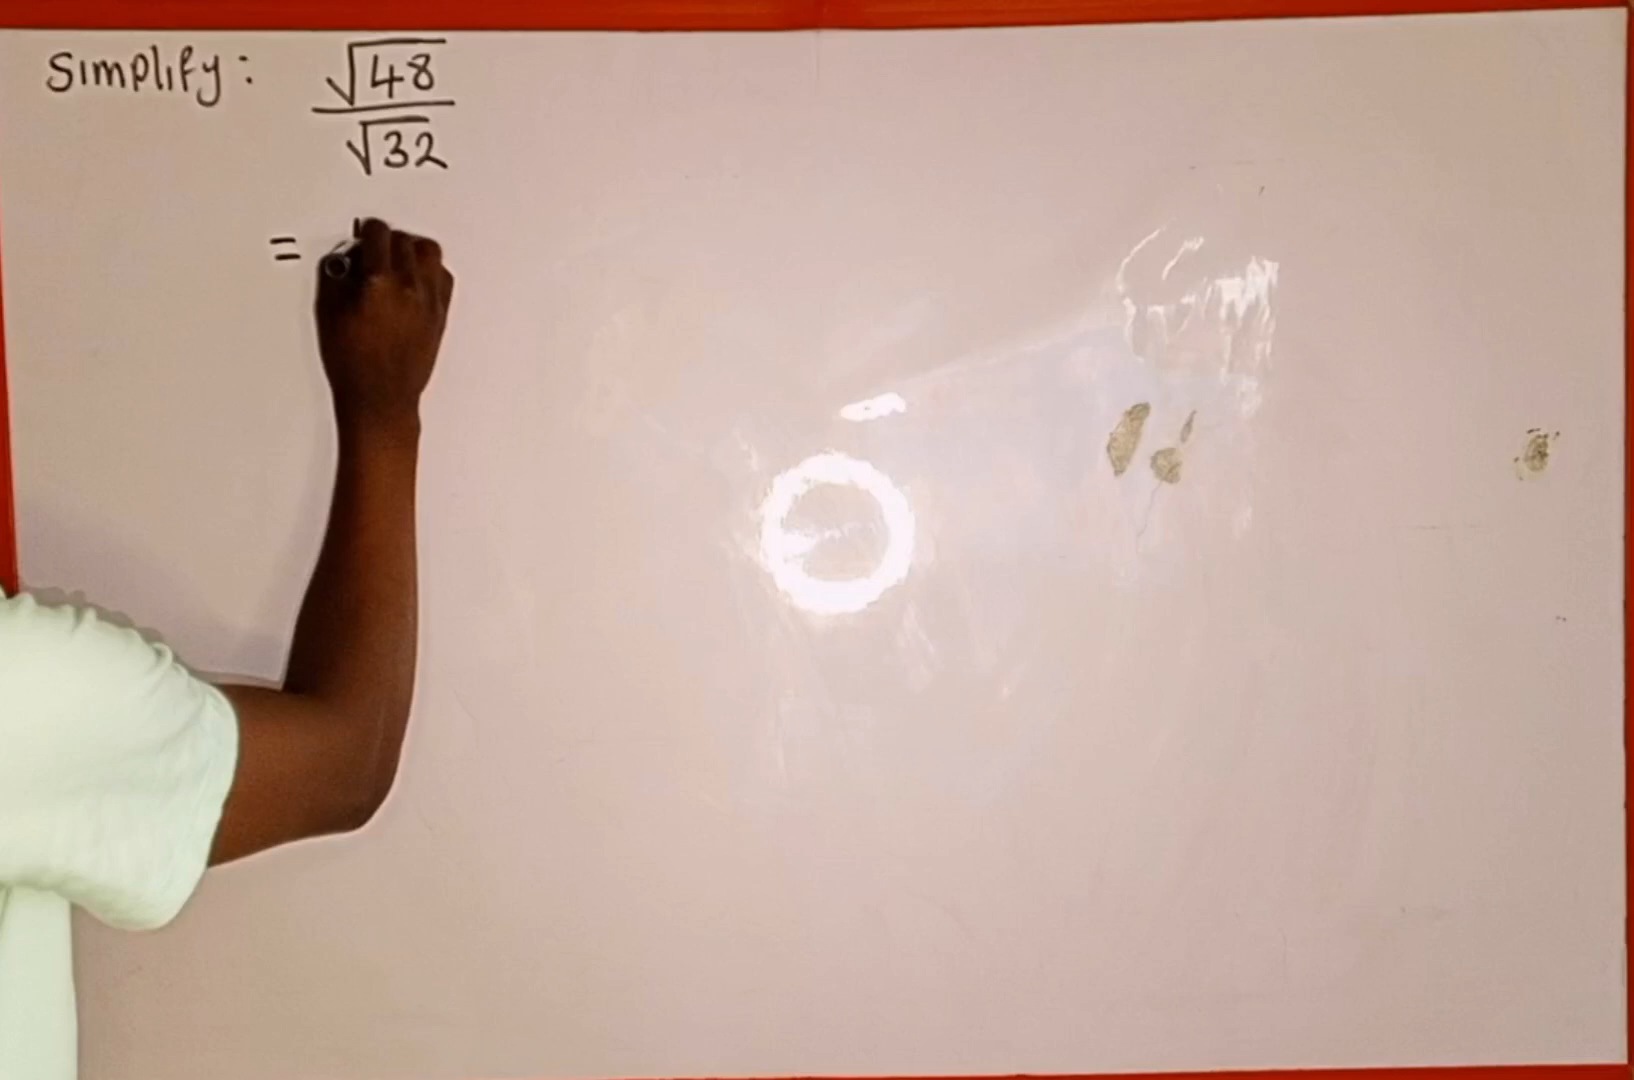 Simplify: √48 / √32
=